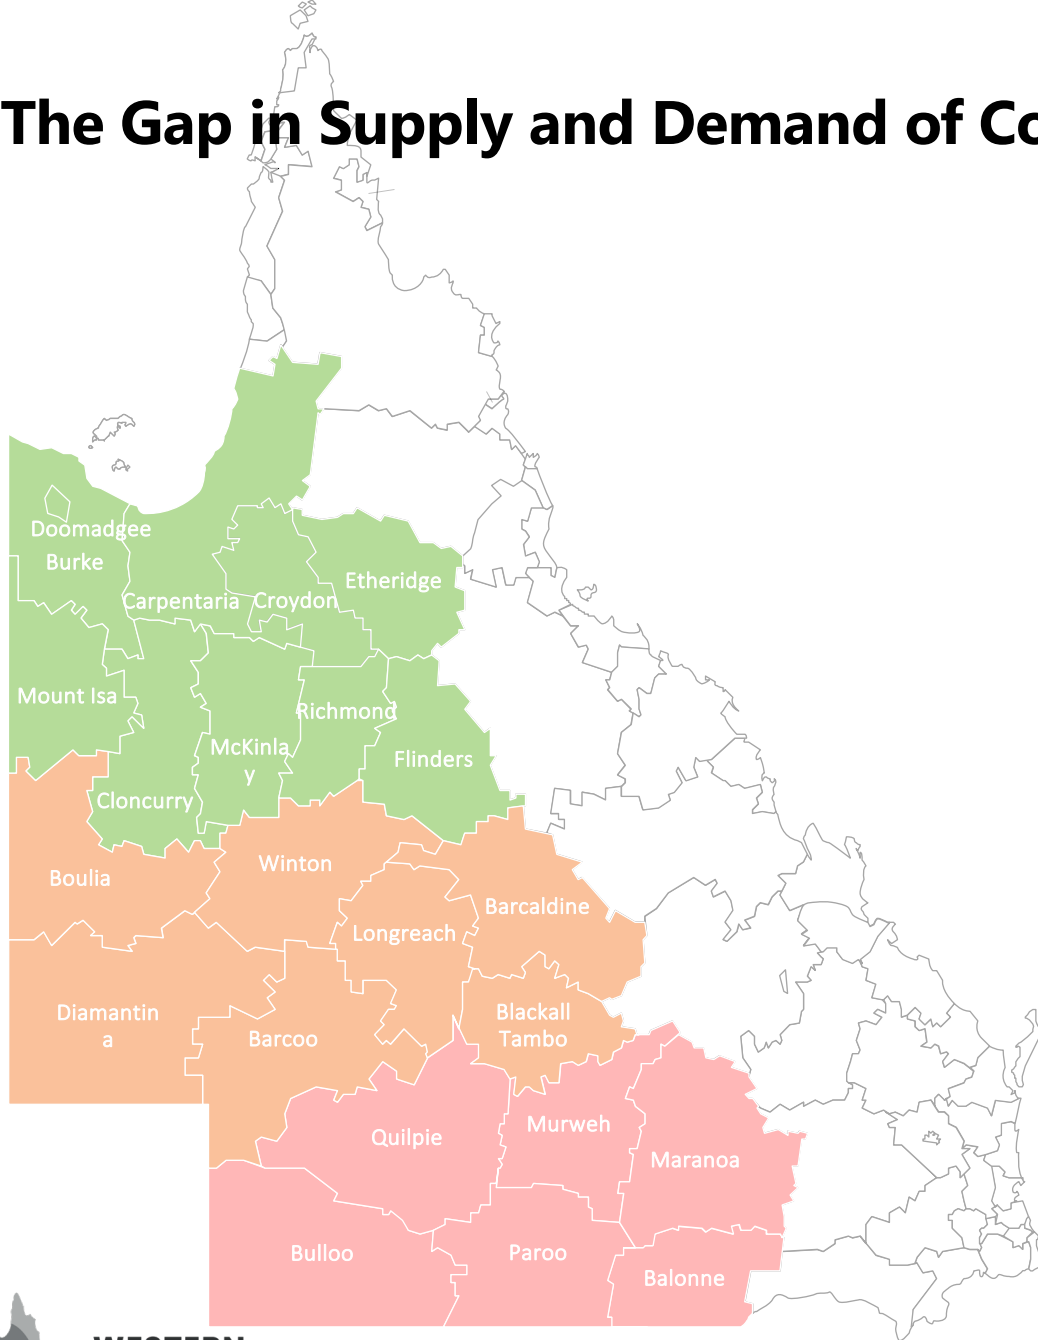 The Gap in Supply and Demand of Co
Doomadgee
Burke
Carpentaria
Croydon
Etheridge
Mount Isa
Richmond
McKinla
y
Flinders
Cloncurry
Winton
Boulia
Barcaldine
Longreach
Diamantin
a
Barcoo
Blackall
Tambo
Quilpie
Murweh
Maranoa
Bulloo
Paroo
Balonne
WESTERN